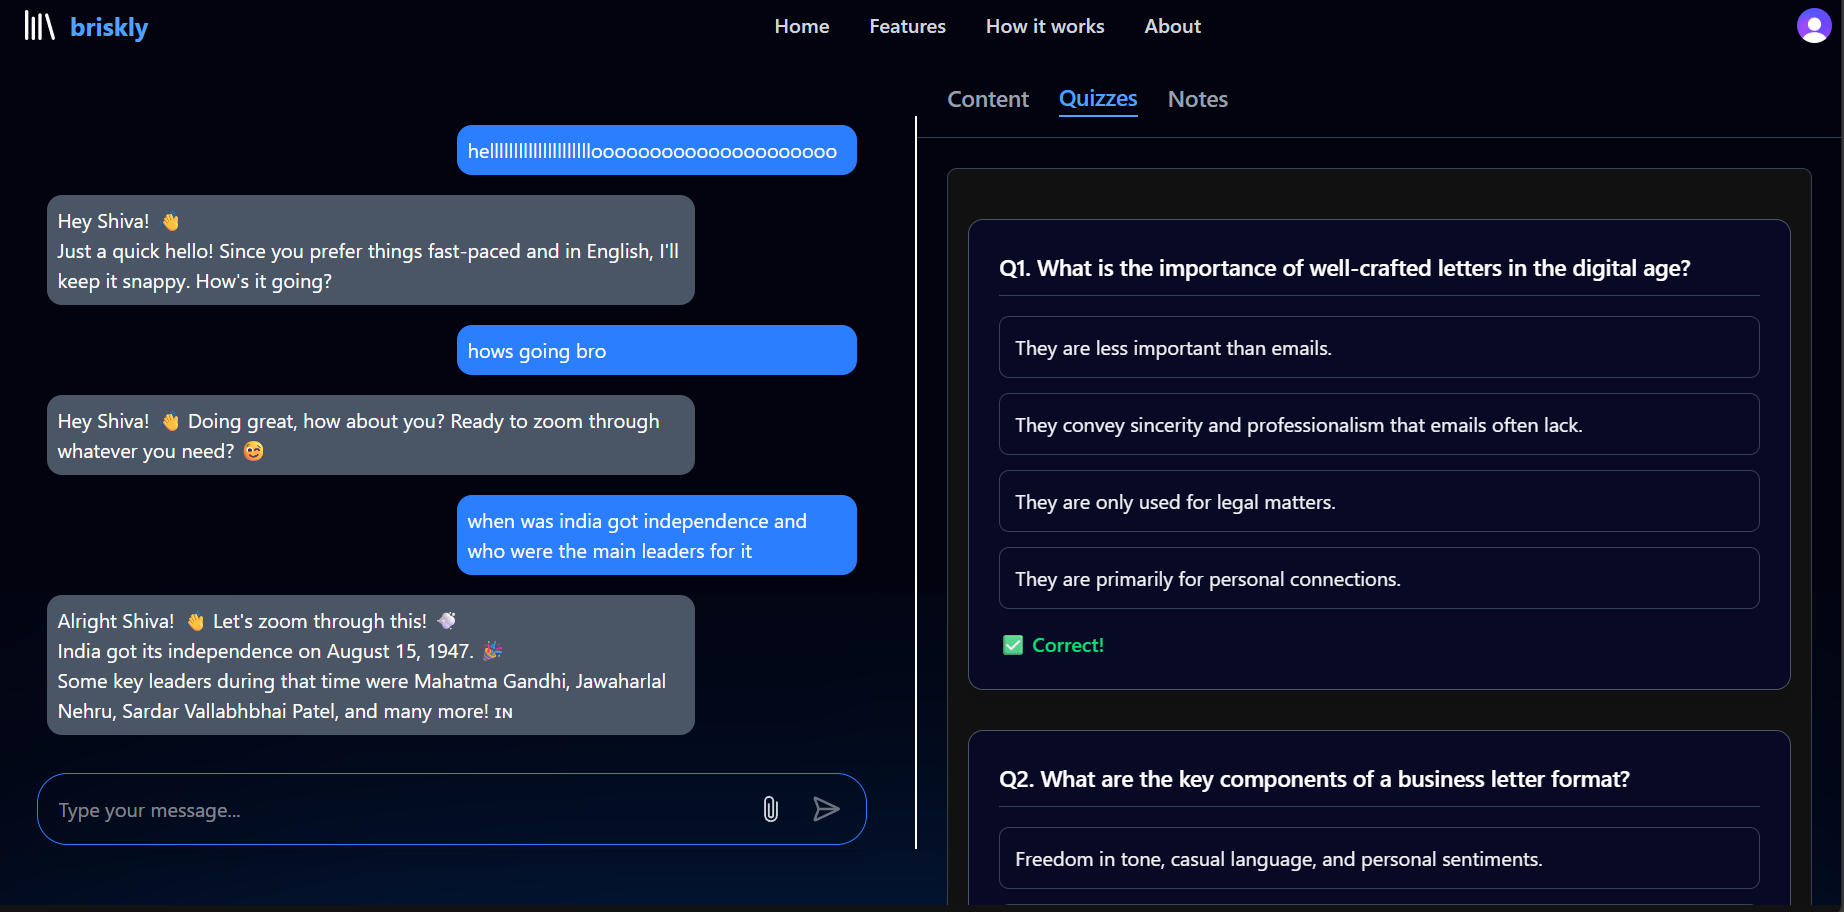 briskly
Home Features How it works About
helllllllllllllllllllllooooooooooooooooooooo
Hey Shiva! 👋
Just a quick hello! Since you prefer things fast-paced and in English, I'll
keep it snappy. How's it going?
hows going bro
Hey Shiva! 👋 Doing great, how about you? Ready to zoom through
whatever you need? 😊
when was india got independence and
who were the main leaders for it
Alright Shiva! 👋 Let's zoom through this! 🚀
India got its independence on August 15, 1947. 🎉
Some key leaders during that time were Mahatma Gandhi, Jawaharlal
Nehru, Sardar Vallabhbhai Patel, and many more! IN
Type your message...
Content Quizzes Notes
Q1. What is the importance of well-crafted letters in the digital age?
They are less important than emails.
They convey sincerity and professionalism that emails often lack.
They are only used for legal matters.
They are primarily for personal connections.
✅ Correct!
Q2. What are the key components of a business letter format?
Freedom in tone, casual language, and personal sentiments.